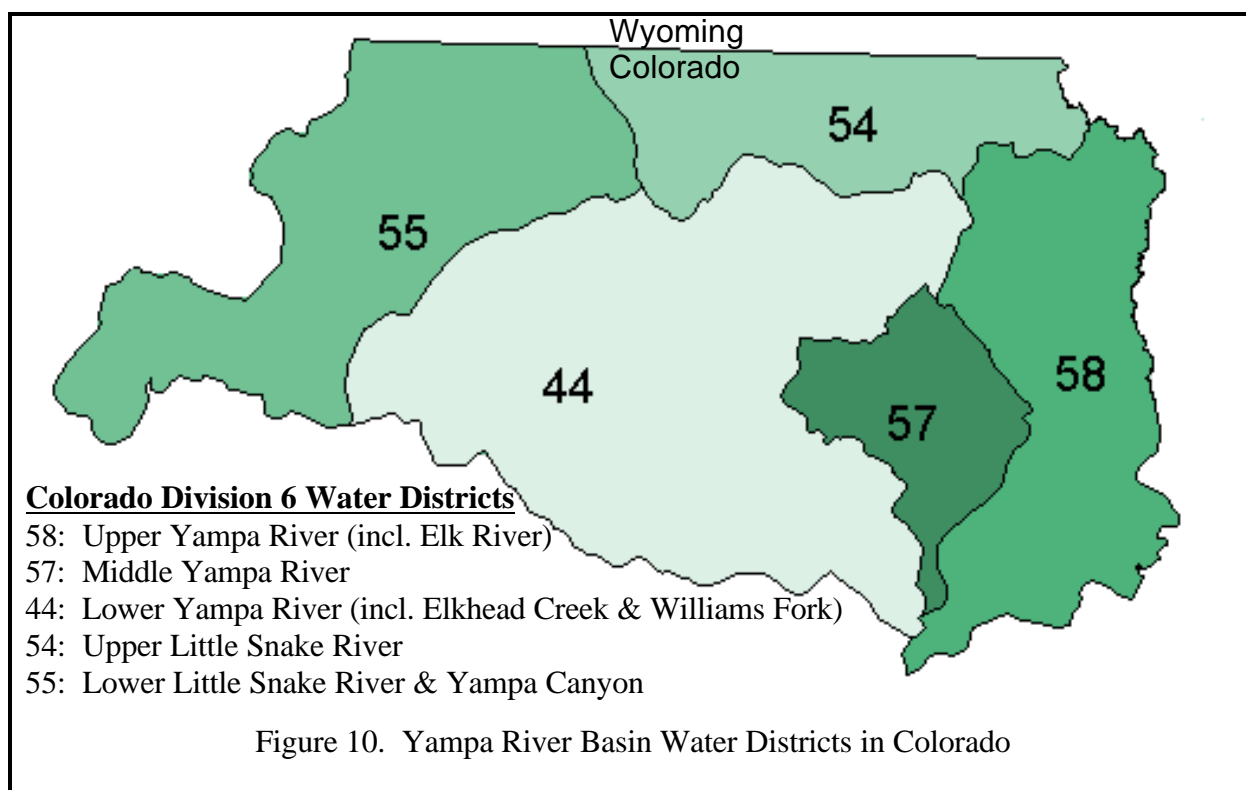 Wyoming
Colorado
54
55
44
58
57
Colorado Division 6 Water Districts
58: Upper Yampa River (incl. Elk River)
57: Middle Yampa River
44: Lower Yampa River (incl. Elkhead Creek & Williams Fork)
54: Upper Little Snake River
55: Lower Little Snake River & Yampa Canyon
Figure 10. Yampa River Basin Water Districts in Colorado